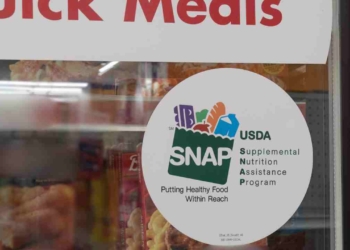 uick Meals
SNAP
USDA
Supplemental
Nutrition
Assistance
Program
Putting Healthy Food
Within Reach